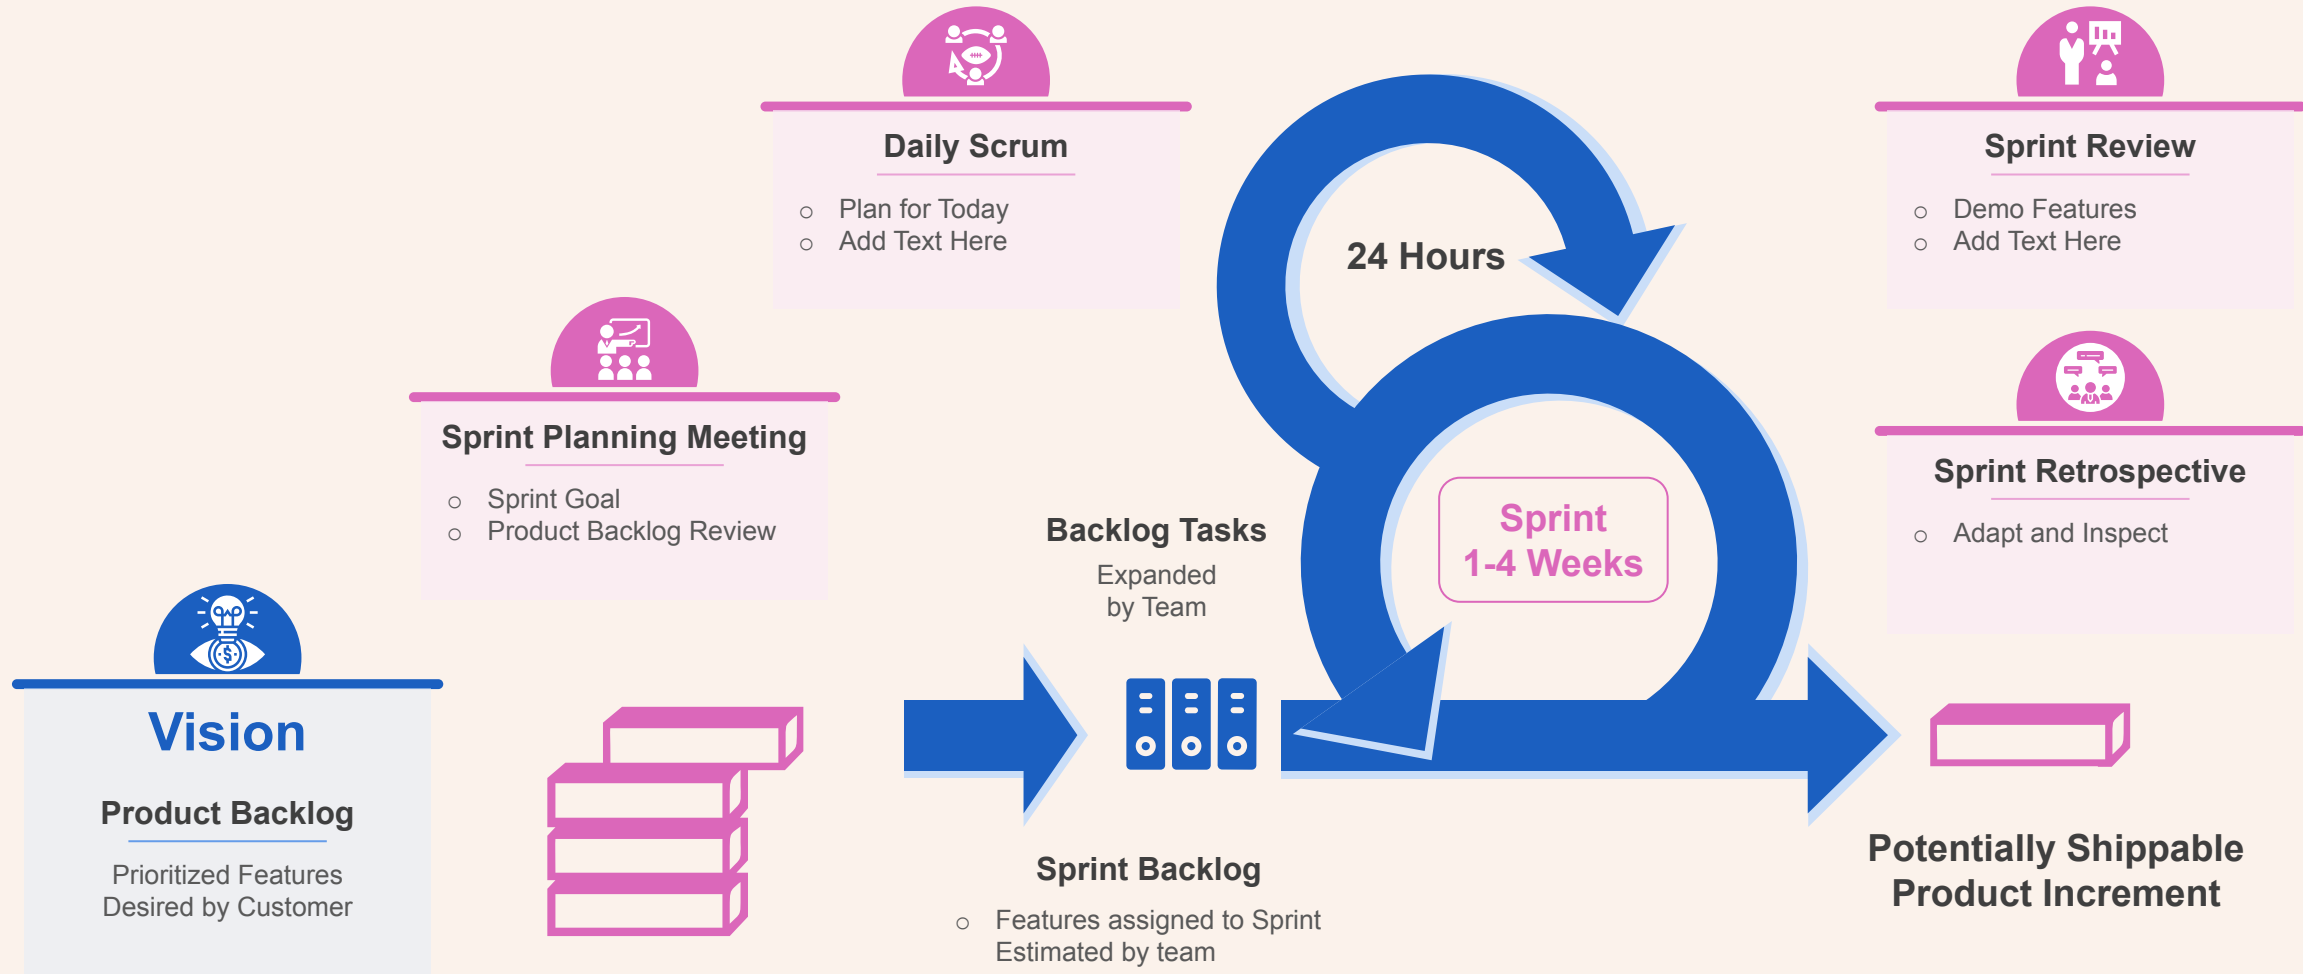 Daily Scrum
○ Plan for Today
○ Add Text Here
24 Hours
Sprint Review
○ Demo Features
○ Add Text Here
Sprint Planning Meeting
○ Sprint Goal
○ Product Backlog Review
Sprint Retrospective
○ Adapt and Inspect
Backlog Tasks
Expanded
by Team
Sprint
1-4 Weeks
Vision
Product Backlog
Prioritized Features
Desired by Customer
Sprint Backlog
○ Features assigned to Sprint
Estimated by team
Potentially Shippable
Product Increment